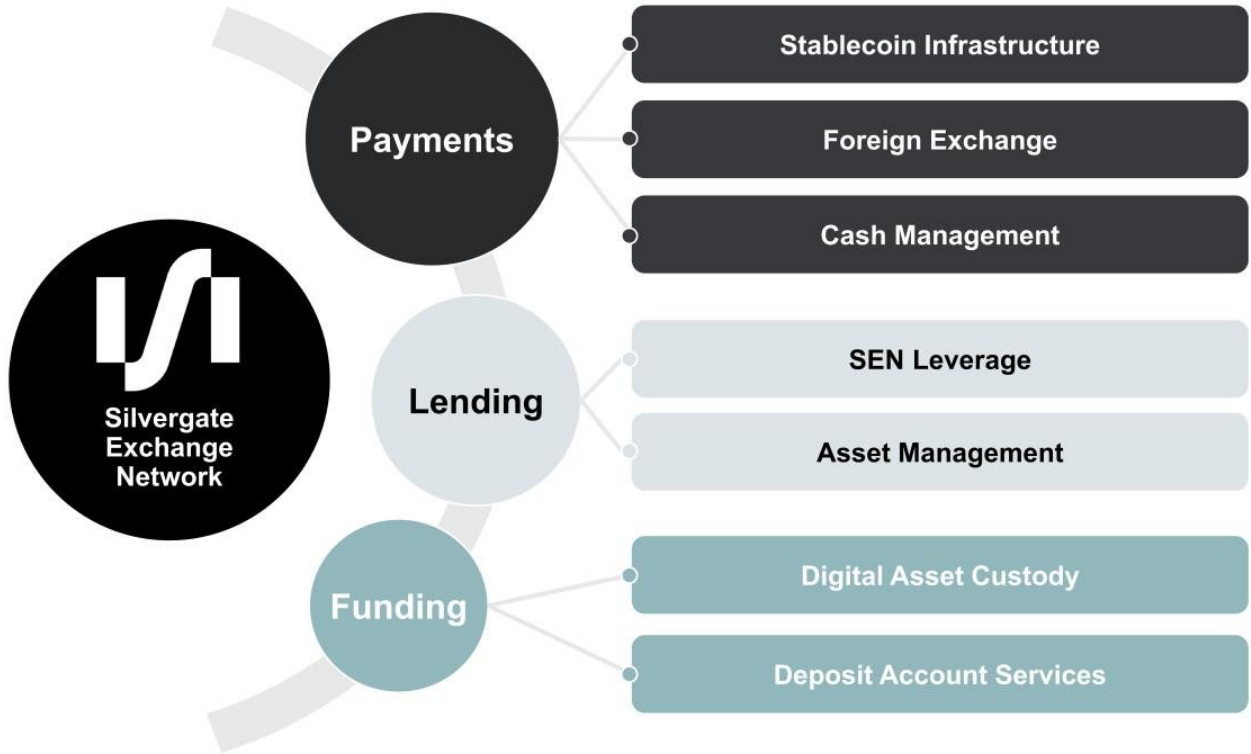 Silvergate
Exchange
Network
Payments
Stablecoin Infrastructure
Foreign Exchange
Cash Management
Lending
SEN Leverage
Asset Management
Funding
Digital Asset Custody
Deposit Account Services